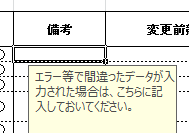 備考
変更前
エラー等で間違ったデータが入
力された場合は、こちらに記
入しておいてください。